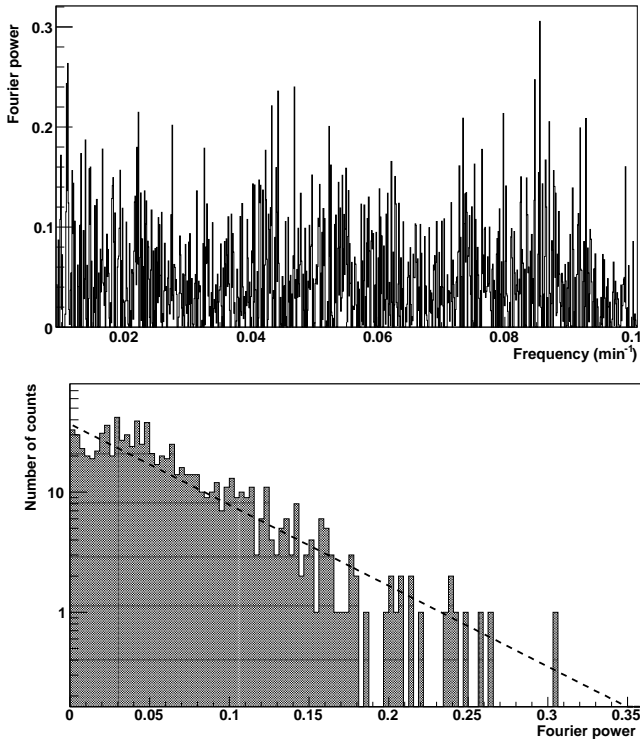 Fourier power
0.3
0.2
0.1
0
0.02 0.04 0.06 0.08 0.1
Frequency (min-1)
Number of counts
10
1
0 0.05 0.1 0.15 0.2 0.25 0.3 0.35
Fourier power